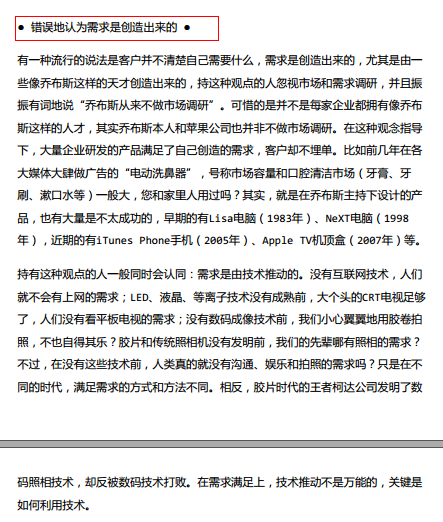 ● 错误地认为需求是创造出来的 ●
有一种流行的说法是客户并不清楚自己需要什么，需求是创造出来的，尤其是由一
些像乔布斯这样的天才创造出来的，持这种观点的人忽视市场和需求调研，并且振
振有词地说“乔布斯从来不做市场调研”。可惜的是并不是每家企业都拥有像乔布
斯这样的人才，其实乔布斯本人和苹果公司也并非不做市场调研。在这种观念指导
下，大量企业研发的产品满足了自己创造的需求，客户却不埋单。比如前几年在各
大媒体大肆做广告的“电动洗鼻器”，号称市场容量和口腔清洁市场（牙膏、牙
刷、漱口水等）一般大，您和家里人用过吗？其实，就是在乔布斯主持下设计的产
品，也有大量是不太成功的，早期的有Lisa电脑（1983年）、NeXT电脑（1998
年），近期的有iTunes Phone手机（2005年）、Apple TV机顶盒（2007年）等。
持有这种观点的人一般同时会认同：需求是由技术推动的。没有互联网技术，人们
就不会有上网的需求；LED、液晶、等离子技术没有成熟前，大个头的CRT电视足够
了，人们没有看平板电视的需求；没有数码成像技术前，我们小心翼翼地用胶卷拍
照，不也自得其乐？胶片和传统照相机没有发明前，我们的先辈哪有照相的需求？
不过，在没有这些技术前，人类真的就没有沟通、娱乐和拍照的需求吗？只是在不
同的时代，满足需求的方式和方法不同。相反，胶片时代的王者柯达公司发明了数
码照相技术，却反被数码技术打败。在需求满足上，技术推动不是万能的，关键是
如何利用技术。